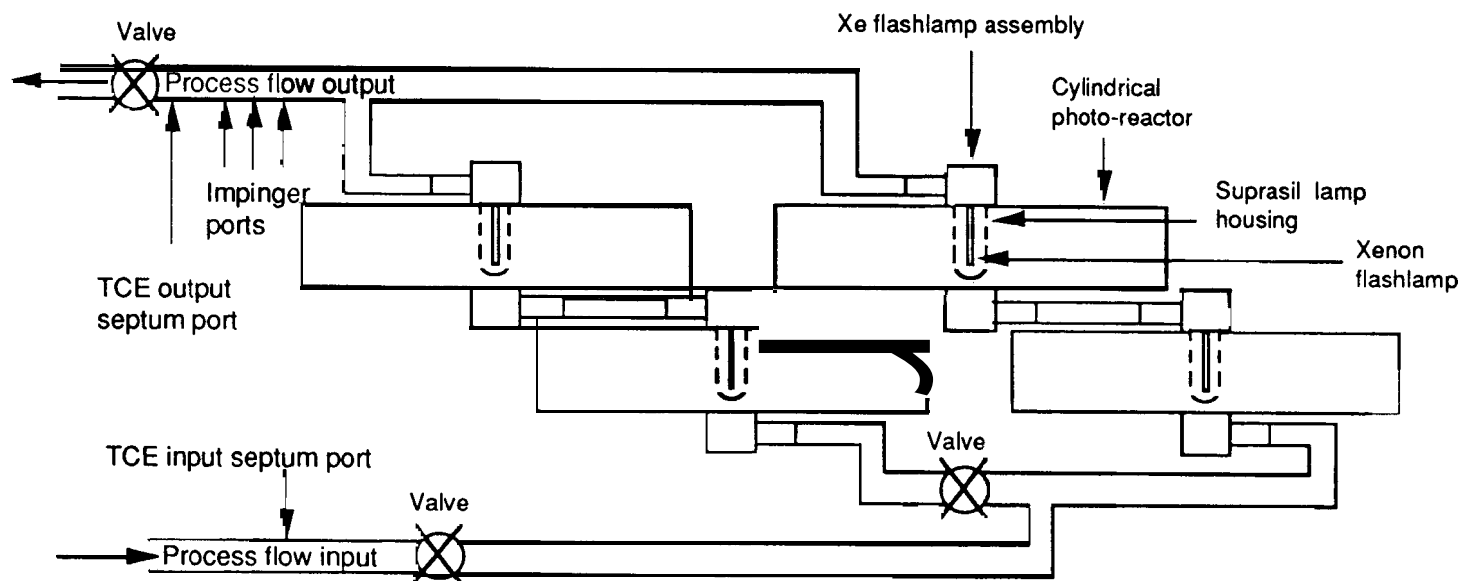 Valve
Xe flashlamp assembly
Process flow output
Cylindrical
photo-reactor
Impinger
ports
Suprasil lamp
housing
Xenon
flashlamp
TCE output
septum port
TCE input septum port
Valve
Valve
Process flow input